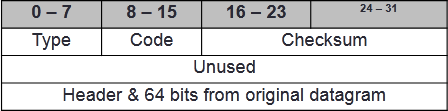 0 – 7 8 – 15 16 – 23 24 – 31
Type Code Checksum
Unused
Header & 64 bits from original datagram